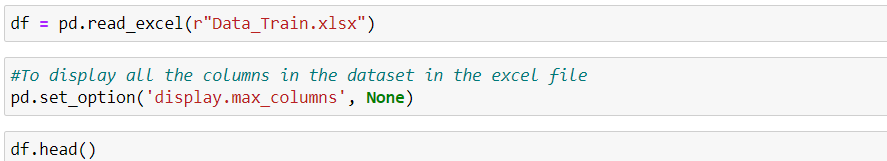 df = pd.read_excel(r"Data_Train.xlsx")
#To display all the columns in the dataset in the excel file
pd.set_option('display.max_columns', None)
df.head()